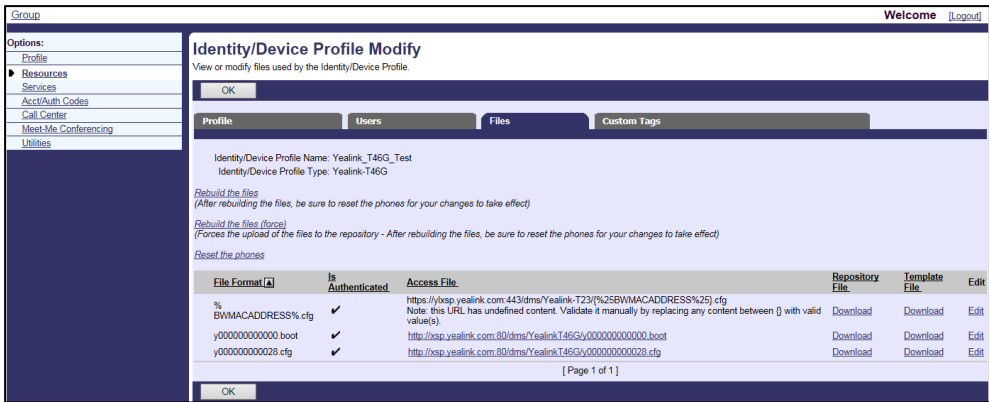 Group
Welcome [Logout]
Options:
Profile
Resources
Services
Acct/Auth Codes
Call Center
Meet-Me Conferencing
Utilities
Identity/Device Profile Modify
View or modify files used by the Identity/Device Profile.
OK
Profile Users Files Custom Tags
Identity/Device Profile Name: Yealink_T46G_Test
Identity/Device Profile Type: Yealink-T46G
Rebuild the files
(After rebuilding the files, be sure to reset the phones for your changes to take effect)
Rebuild the files (force)
(Forces the upload of the files to the repository - After rebuilding the files, be sure to reset the phones for your changes to take effect)
Reset the phones
File Format Is Authenticated Access File Repository File Template File Edit
% BWMACADDRESS%.cfg ✔ https://ylxsp.yealink.com:443/dms/Yealink-T23/{%25BWMACADDRESS%25}.cfg
Note: this URL has undefined content. Validate it manually by replacing any content between {} with valid value(s). Download Download Edit
y000000000000.boot ✔ http://xsp.yealink.com:80/dms/YealinkT46G/y000000000000.boot Download Download Edit
y000000000028.cfg ✔ http://xsp.yealink.com:80/dms/YealinkT46G/y000000000028.cfg Download Download Edit
[ Page 1 of 1 ]
OK